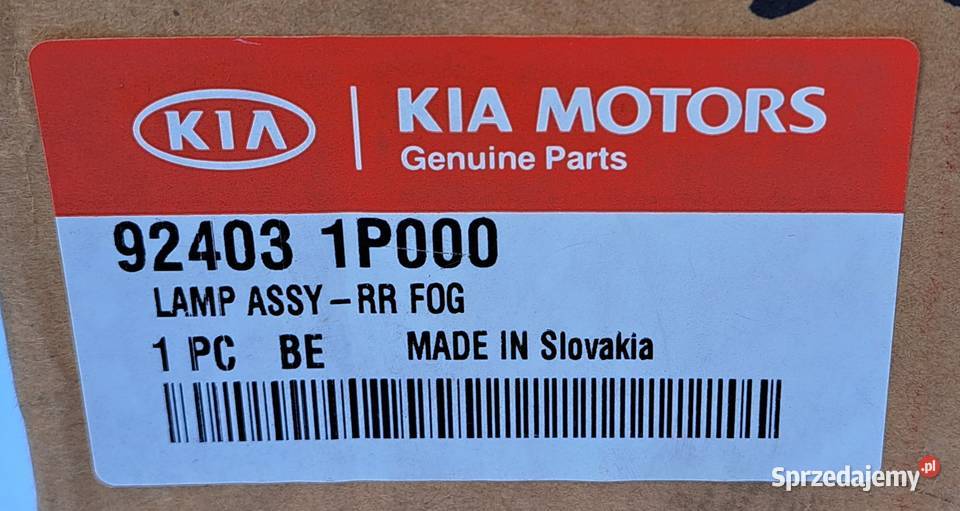 KIA
KIA MOTORS
Genuine Parts
92403 1P000
LAMP ASSY-RR FOG
1 PC BE MADE IN Slovakia
Sprzedajemy.pl